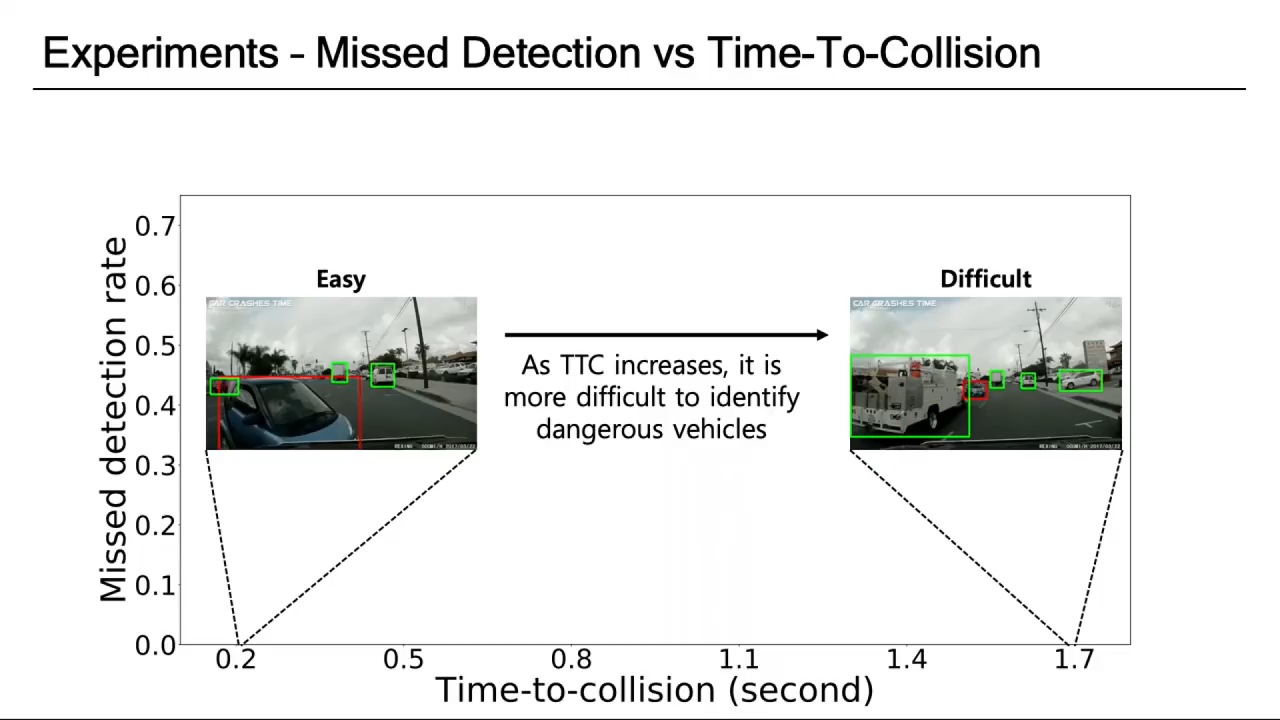 Experiments - Missed Detection vs Time-To-Collision
Missed detection rate
0.7
0.6
0.5
0.4
0.3
0.2
0.1
0.0
Easy
CAR CRASHES TIME
As TTC increases, it is
more difficult to identify
dangerous vehicles
Difficult
CAR CRASHES TIME
0.2 0.5 0.8 1.1 1.4 1.7
Time-to-collision (second)